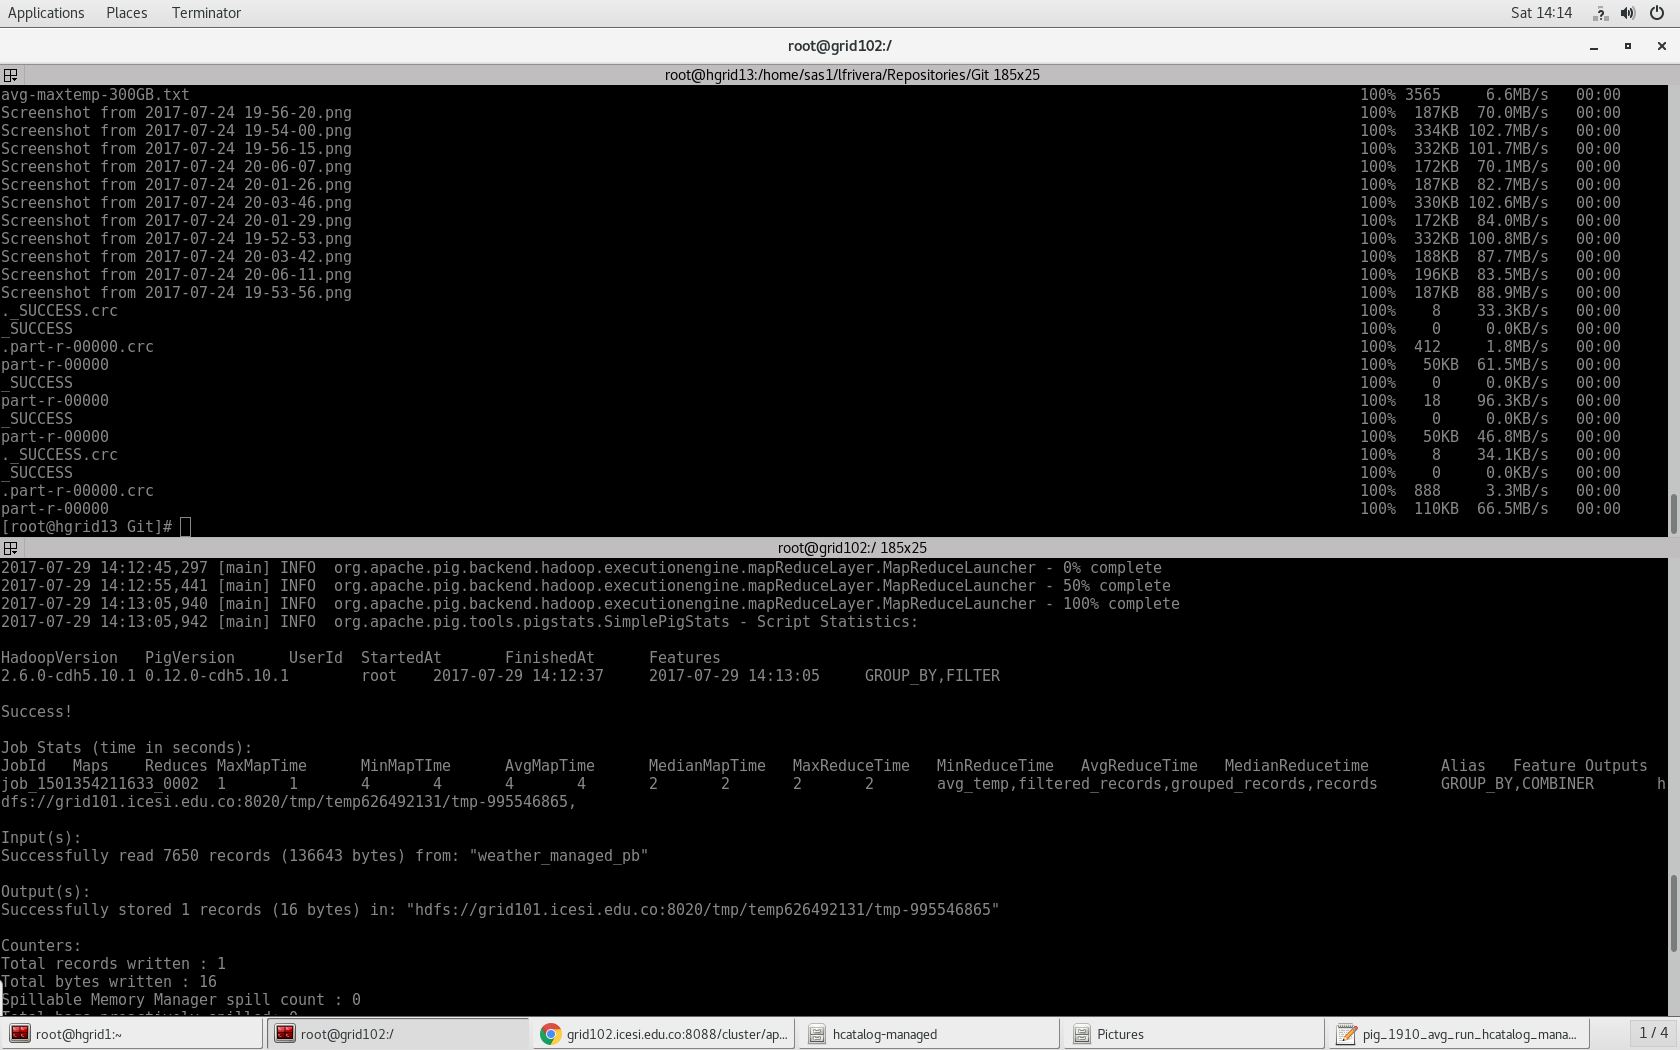 Applications Places Terminator Sat 14:14
root@grid102:/
root@hgrid13:/home/sas1/lfrivera/Repositories/Git 185x25
avg-maxtemp-300GB.txt 100% 3565 6.6MB/s 00:00
Screenshot from 2017-07-24 19-56-20.png 100% 187KB 70.0MB/s 00:00
Screenshot from 2017-07-24 19-54-00.png 100% 334KB 102.7MB/s 00:00
Screenshot from 2017-07-24 19-56-15.png 100% 332KB 101.7MB/s 00:00
Screenshot from 2017-07-24 20-06-07.png 100% 172KB 70.1MB/s 00:00
Screenshot from 2017-07-24 20-01-26.png 100% 187KB 82.7MB/s 00:00
Screenshot from 2017-07-24 20-03-46.png 100% 330KB 102.6MB/s 00:00
Screenshot from 2017-07-24 20-01-29.png 100% 172KB 84.0MB/s 00:00
Screenshot from 2017-07-24 19-52-53.png 100% 332KB 100.8MB/s 00:00
Screenshot from 2017-07-24 20-03-42.png 100% 188KB 87.7MB/s 00:00
Screenshot from 2017-07-24 20-06-11.png 100% 196KB 83.5MB/s 00:00
Screenshot from 2017-07-24 19-53-56.png 100% 187KB 88.9MB/s 00:00
._SUCCESS.crc 100% 8 33.3KB/s 00:00
_SUCCESS 100% 0 0.0KB/s 00:00
.part-r-00000.crc 100% 412 1.8MB/s 00:00
part-r-00000 100% 50KB 61.5MB/s 00:00
_SUCCESS 100% 0 0.0KB/s 00:00
part-r-00000 100% 18 96.3KB/s 00:00
_SUCCESS 100% 0 0.0KB/s 00:00
part-r-00000 100% 50KB 46.8MB/s 00:00
._SUCCESS.crc 100% 8 34.1KB/s 00:00
_SUCCESS 100% 0 0.0KB/s 00:00
.part-r-00000.crc 100% 888 3.3MB/s 00:00
part-r-00000 100% 110KB 66.5MB/s 00:00
[root@hgrid13 Git]#
root@grid102:/ 185x25
2017-07-29 14:12:45,297 [main] INFO org.apache.pig.backend.hadoop.executionengine.mapReduceLayer.MapReduceLauncher - 0% complete
2017-07-29 14:12:55,441 [main] INFO org.apache.pig.backend.hadoop.executionengine.mapReduceLayer.MapReduceLauncher - 50% complete
2017-07-29 14:13:05,940 [main] INFO org.apache.pig.backend.hadoop.executionengine.mapReduceLayer.MapReduceLauncher - 100% complete
2017-07-29 14:13:05,942 [main] INFO org.apache.pig.tools.pigstats.SimplePigStats - Script Statistics:
HadoopVersion PigVersion UserId StartedAt FinishedAt Features
2.6.0-cdh5.10.1 0.12.0-cdh5.10.1 root 2017-07-29 14:12:37 2017-07-29 14:13:05 GROUP_BY,FILTER
Success!
Job Stats (time in seconds):
JobId Maps Reduces MaxMapTime MinMapTIme AvgMapTime MedianMapTime MaxReduceTime MinReduceTime AvgReduceTime MedianReducetime Alias Feature Outputs
job_1501354211633_0002 1 1 4 4 4 4 2 2 2 2 avg_temp,filtered_records,grouped_records,records GROUP_BY,COMBINER h
dfs://grid101.icesi.edu.co:8020/tmp/temp626492131/tmp-995546865,
Input(s):
Successfully read 7650 records (136643 bytes) from: "weather_managed_pb"
Output(s):
Successfully stored 1 records (16 bytes) in: "hdfs://grid101.icesi.edu.co:8020/tmp/temp626492131/tmp-995546865"
Counters:
Total records written : 1
Total bytes written : 16
Spillable Memory Manager spill count : 0
Total bags proactively spilled: 0
root@hgrid1:~ root@grid102:/ grid102.icesi.edu.co:8088/cluster/ap... hcatalog-managed Pictures pig_1910_avg_run_hcatalog_mana... 1 / 4